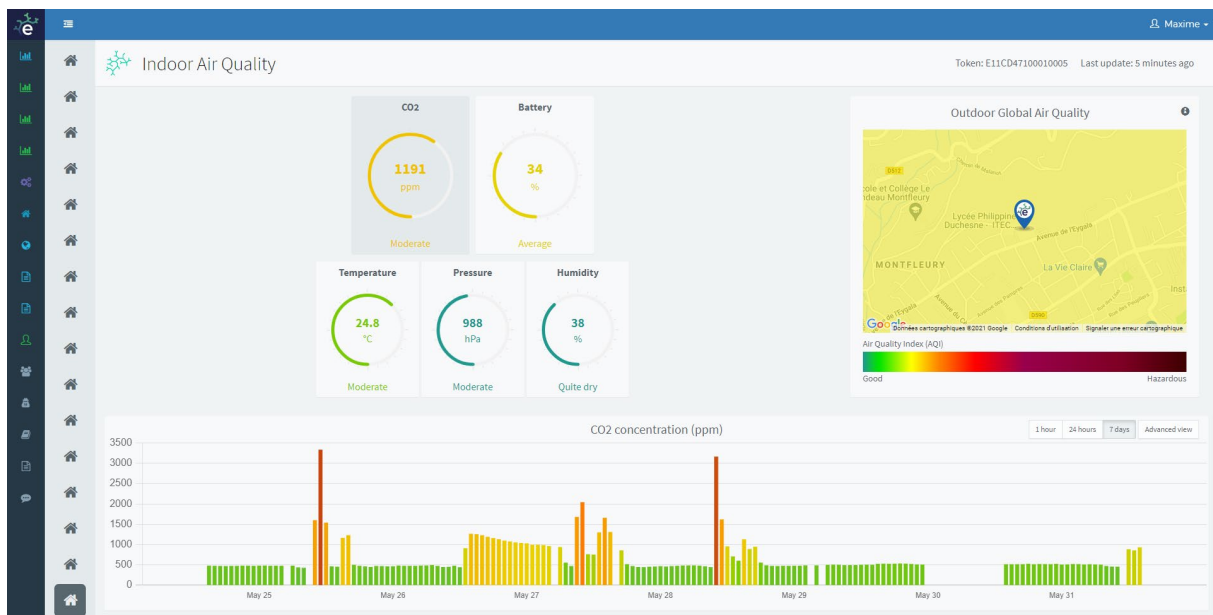 e
Maxime
Indoor Air Quality
Token: E11CD47100010005 Last update: 5 minutes ago
CO2
1191
ppm
Moderate
Battery
34
%
Average
Temperature
24.8
°C
Moderate
Pressure
988
hPa
Moderate
Humidity
38
%
Quite dry
Outdoor Global Air Quality
D512
Lycée Philippine
Duchesne - ITEC
Avenue de l'Eygala
MONTFLEURY
La Vie Claire
Inst
D590
Google
Données cartographiques ©2021 Google Conditions d'utilisation Signaler une erreur cartographique
Air Quality Index (AQI)
Good Hazardous
CO2 concentration (ppm)
1 hour 24 hours 7 days Advanced view
3500
3000
2500
2000
1500
1000
500
0
May 25 May 26 May 27 May 28 May 29 May 30 May 31